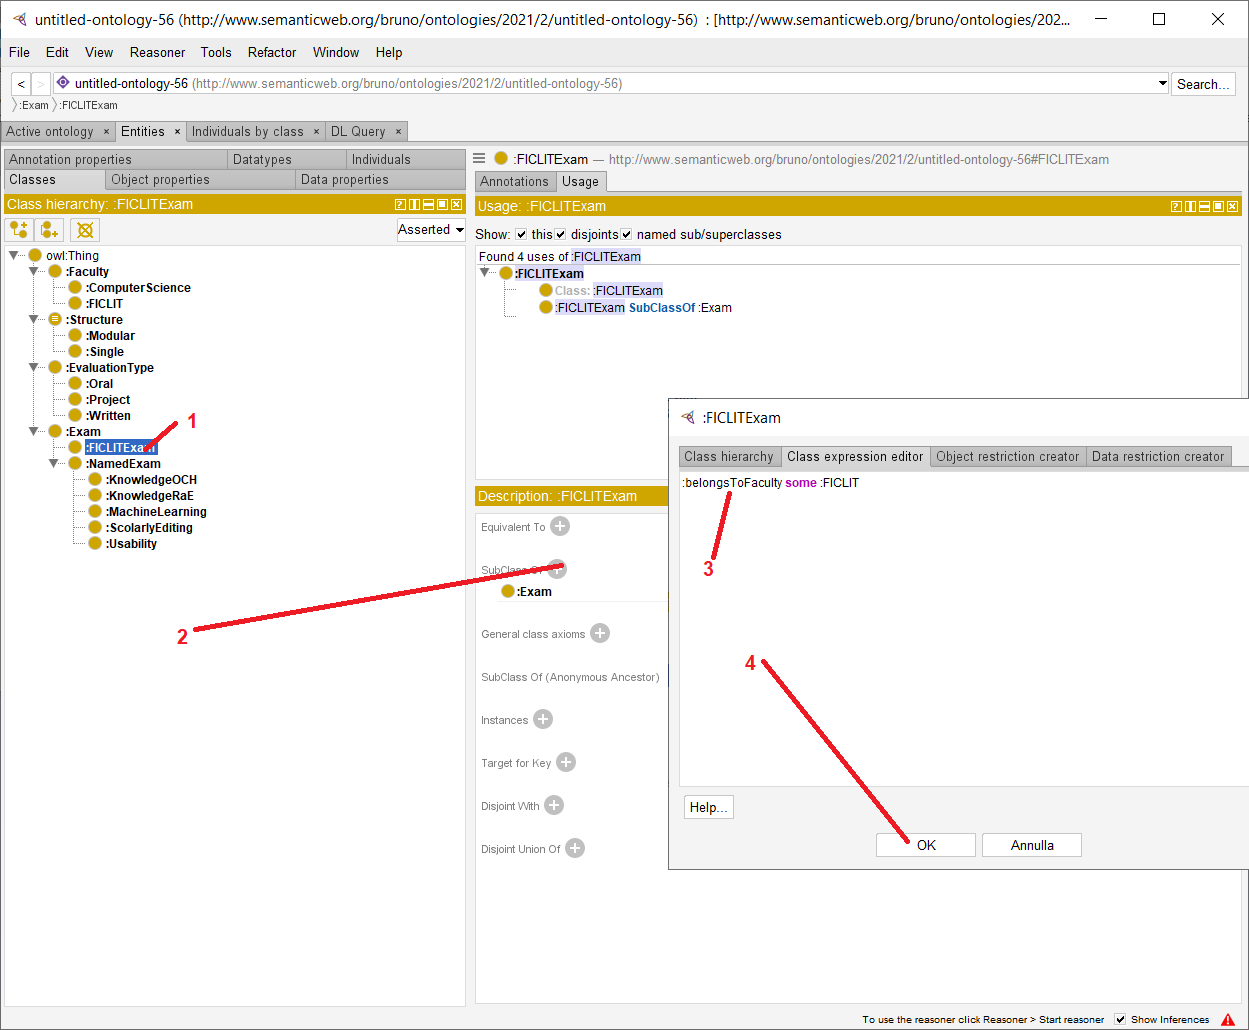 untitled-ontology-56 (http://www.semanticweb.org/bruno/ontologies/2021/2/untitled-ontology-56) : [http://www.semanticweb.org/bruno/ontologies/202...
File Edit View Reasoner Tools Refactor Window Help
< > untitled-ontology-56 (http://www.semanticweb.org/bruno/ontologies/2021/2/untitled-ontology-56) Search...
:Exam :FICLITExam
Active ontology × Entities × Individuals by class × DL Query ×
Annotation properties Datatypes Individuals
Classes Object properties Data properties
Class hierarchy: :FICLITExam
Asserted
owl:Thing
:Faculty
:ComputerScience
:FICLIT
:Structure
:Modular
:Single
:EvaluationType
:Oral
:Project
:Written
:Exam
1
:FICLITExam
:NamedExam
:KnowledgeOCH
:KnowledgeRaE
:MachineLearning
:ScolarlyEditing
:Usability
2
:FICLITExam — http://www.semanticweb.org/bruno/ontologies/2021/2/untitled-ontology-56#FICLITExam
Annotations Usage
Usage: :FICLITExam
Show: this disjoints named sub/superclasses
Found 4 uses of :FICLITExam
:FICLITExam
Class: :FICLITExam
:FICLITExam SubClassOf :Exam
Description: :FICLITExam
Equivalent To
SubClass Of
:Exam
General class axioms
SubClass Of (Anonymous Ancestor)
Instances
Target for Key
Disjoint With
Disjoint Union Of
:FICLITExam
Class hierarchy Class expression editor Object restriction creator Data restriction creator
:belongsToFaculty some :FICLIT
3
4
Help...
OK Annulla
To use the reasoner click Reasoner > Start reasoner Show Inferences